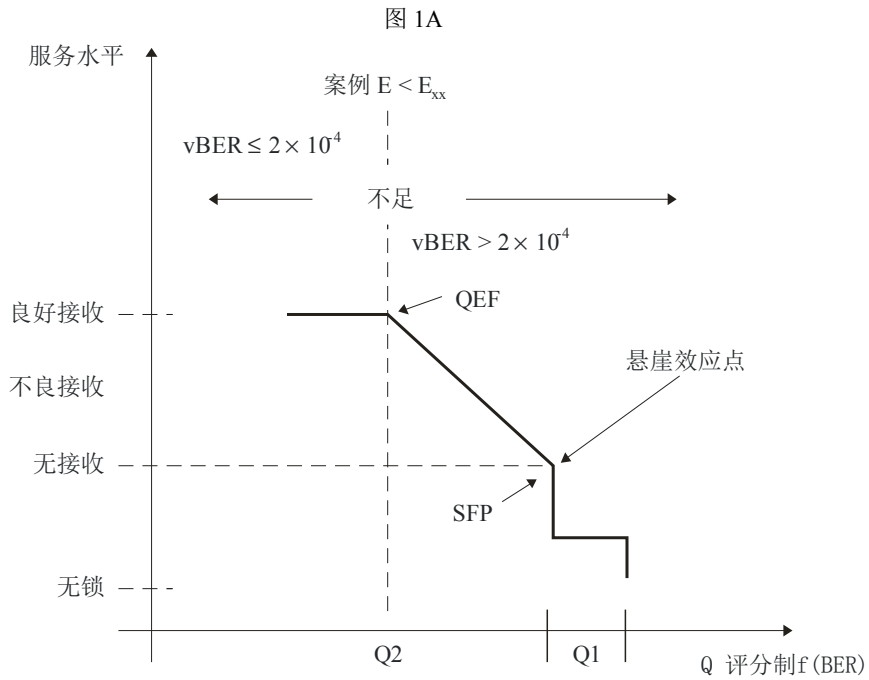 图 1A
服务水平
案例 E < Exx
vBER ≤ 2 × 10-4
不足
vBER > 2 × 10-4
良好接收
QEF
悬崖效应点
不良接收
无接收
SFP
无锁
Q2
Q1
Q 评分制f(BER)